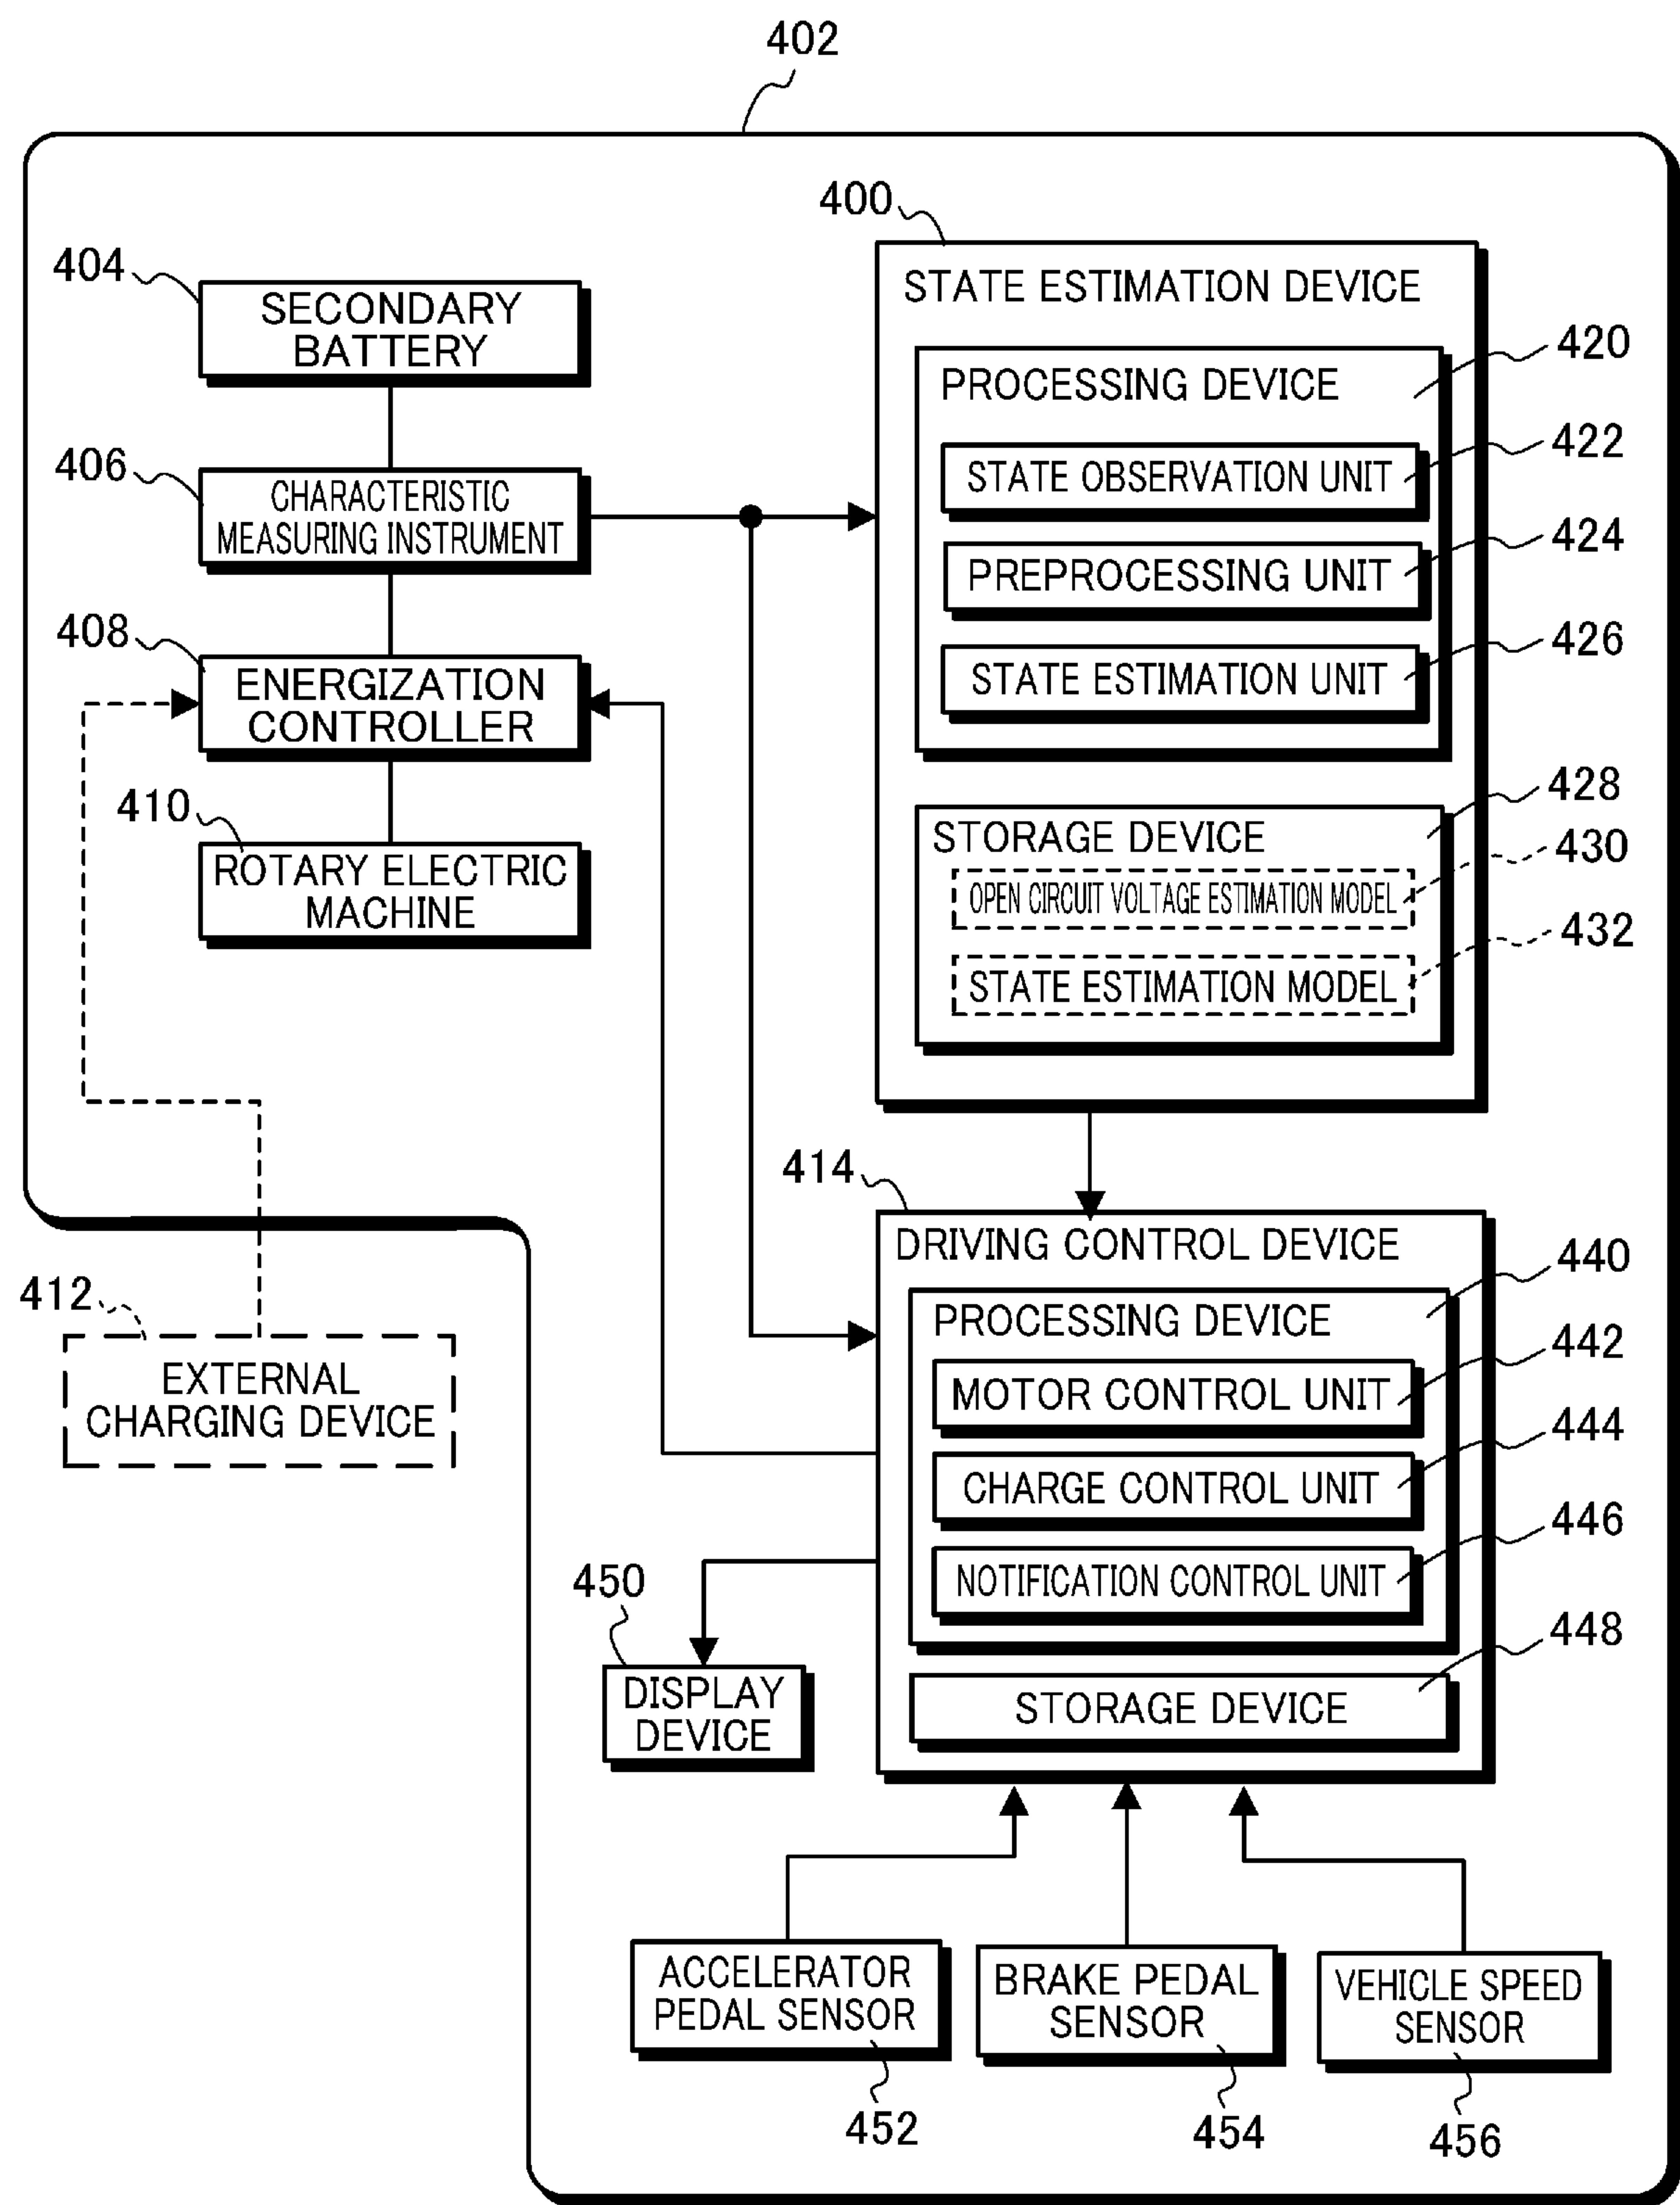 402
400
404
SECONDARY
BATTERY
406
CHARACTERISTIC
MEASURING INSTRUMENT
408
ENERGIZATION
CONTROLLER
410
ROTARY ELECTRIC
MACHINE
412
EXTERNAL
CHARGING DEVICE
STATE ESTIMATION DEVICE
420
PROCESSING DEVICE
422
STATE OBSERVATION UNIT
424
PREPROCESSING UNIT
426
STATE ESTIMATION UNIT
428
STORAGE DEVICE
430
OPEN CIRCUIT VOLTAGE ESTIMATION MODEL
432
STATE ESTIMATION MODEL
414
DRIVING CONTROL DEVICE
440
PROCESSING DEVICE
442
MOTOR CONTROL UNIT
444
CHARGE CONTROL UNIT
446
NOTIFICATION CONTROL UNIT
448
STORAGE DEVICE
450
DISPLAY
DEVICE
ACCELERATOR
PEDAL SENSOR
452
BRAKE PEDAL
SENSOR
454
VEHICLE SPEED
SENSOR
456